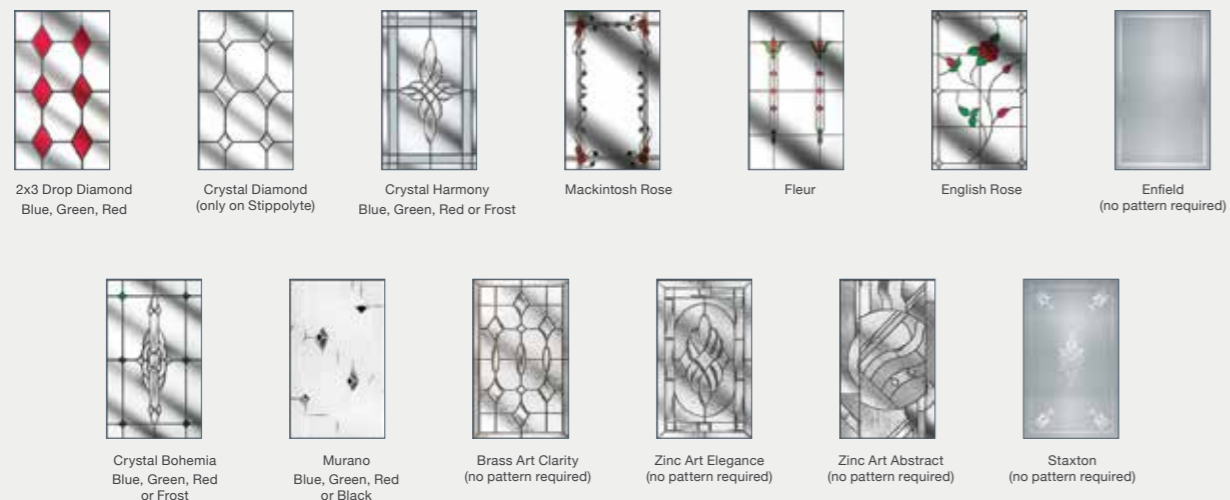 2x3 Drop Diamond
Blue, Green, Red
Crystal Diamond
(only on Stippolyte)
Crystal Harmony
Blue, Green, Red or Frost
Mackintosh Rose
Fleur
English Rose
Enfield
(no pattern required)
Crystal Bohemia
Blue, Green, Red
or Frost
Murano
Blue, Green, Red
or Black
Brass Art Clarity
(no pattern required)
Zinc Art Elegance
(no pattern required)
Zinc Art Abstract
(no pattern required)
Staxton
(no pattern required)